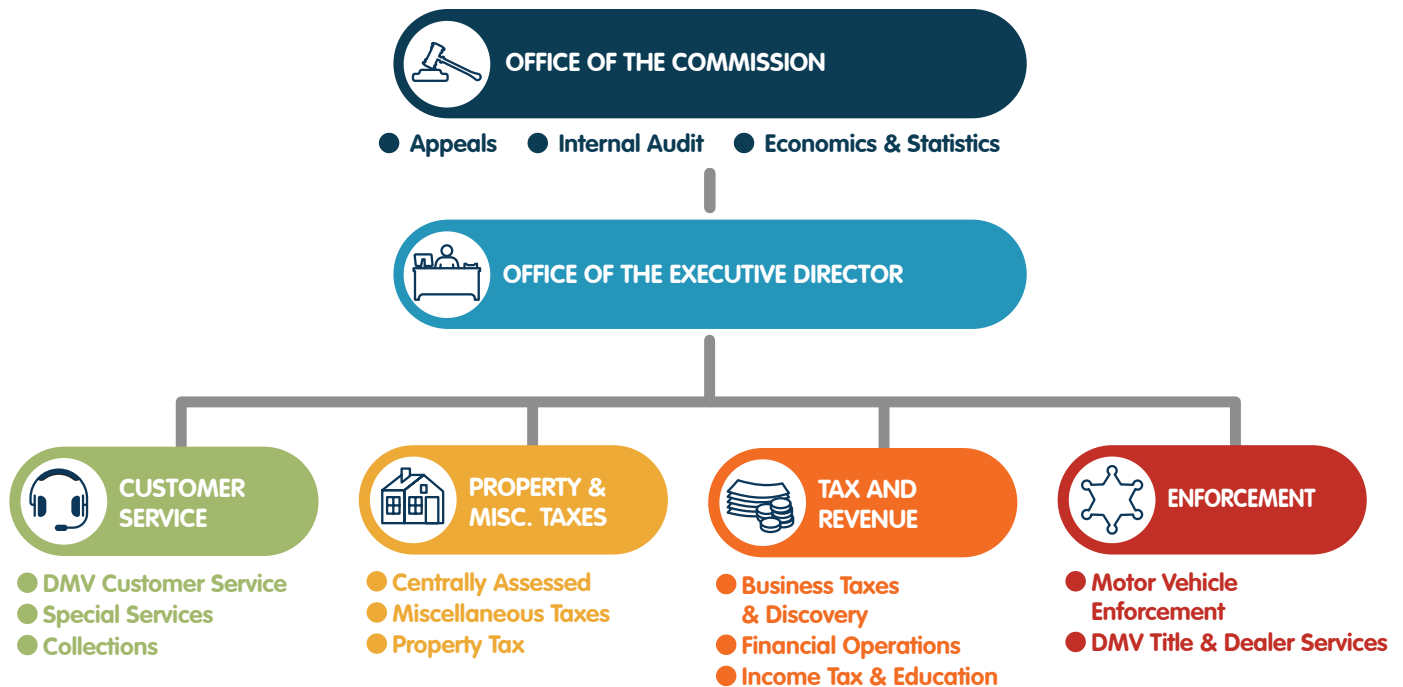 OFFICE OF THE COMMISSION
Appeals Internal Audit Economics & Statistics
OFFICE OF THE EXECUTIVE DIRECTOR
CUSTOMER
SERVICE
DMV Customer Service
Special Services
Collections
PROPERTY &
MISC. TAXES
Centrally Assessed
Miscellaneous Taxes
Property Tax
TAX AND
REVENUE
Business Taxes
& Discovery
Financial Operations
Income Tax & Education
ENFORCEMENT
Motor Vehicle
Enforcement
DMV Title & Dealer Services